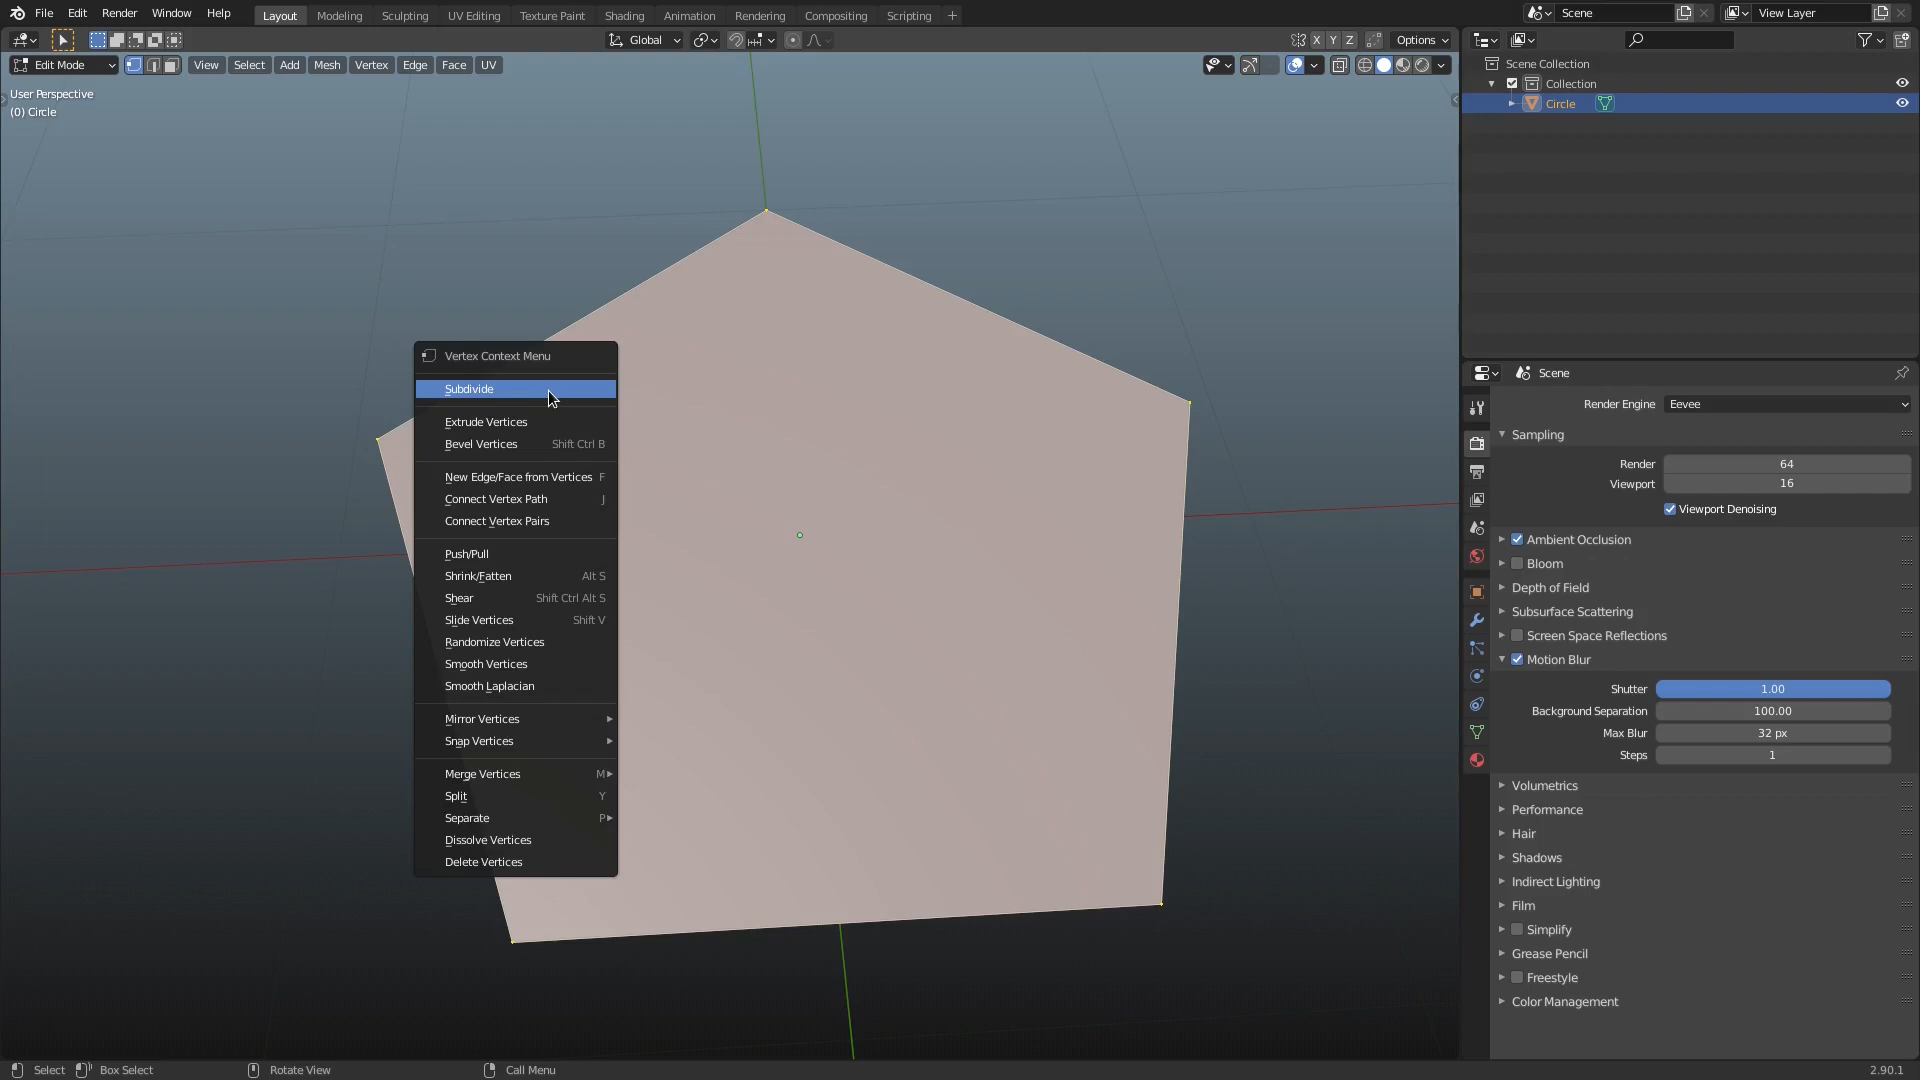 File Edit Render Window Help Layout Modeling Sculpting UV Editing Texture Paint Shading Animation Rendering Compositing Scripting + Scene View Layer
Global X Y Z Options
Edit Mode View Select Add Mesh Vertex Edge Face UV
User Perspective
(0) Circle
Vertex Context Menu
Subdivide
Extrude Vertices
Bevel Vertices Shift Ctrl B
New Edge/Face from Vertices F
Connect Vertex Path J
Connect Vertex Pairs
Push/Pull
Shrink/Fatten Alt S
Shear Shift Ctrl Alt S
Slide Vertices Shift V
Randomize Vertices
Smooth Vertices
Smooth Laplacian
Mirror Vertices
Snap Vertices
Merge Vertices M
Split Y
Separate P
Dissolve Vertices
Delete Vertices
Scene Collection
Collection
Circle
Scene
Render Engine Eevee
Sampling
Render 64
Viewport 16
Viewport Denoising
Ambient Occlusion
Bloom
Depth of Field
Subsurface Scattering
Screen Space Reflections
Motion Blur
Shutter 1.00
Background Separation 100.00
Max Blur 32 px
Steps 1
Volumetrics
Performance
Hair
Shadows
Indirect Lighting
Film
Simplify
Grease Pencil
Freestyle
Color Management
Select Box Select Rotate View Call Menu 2.90.1